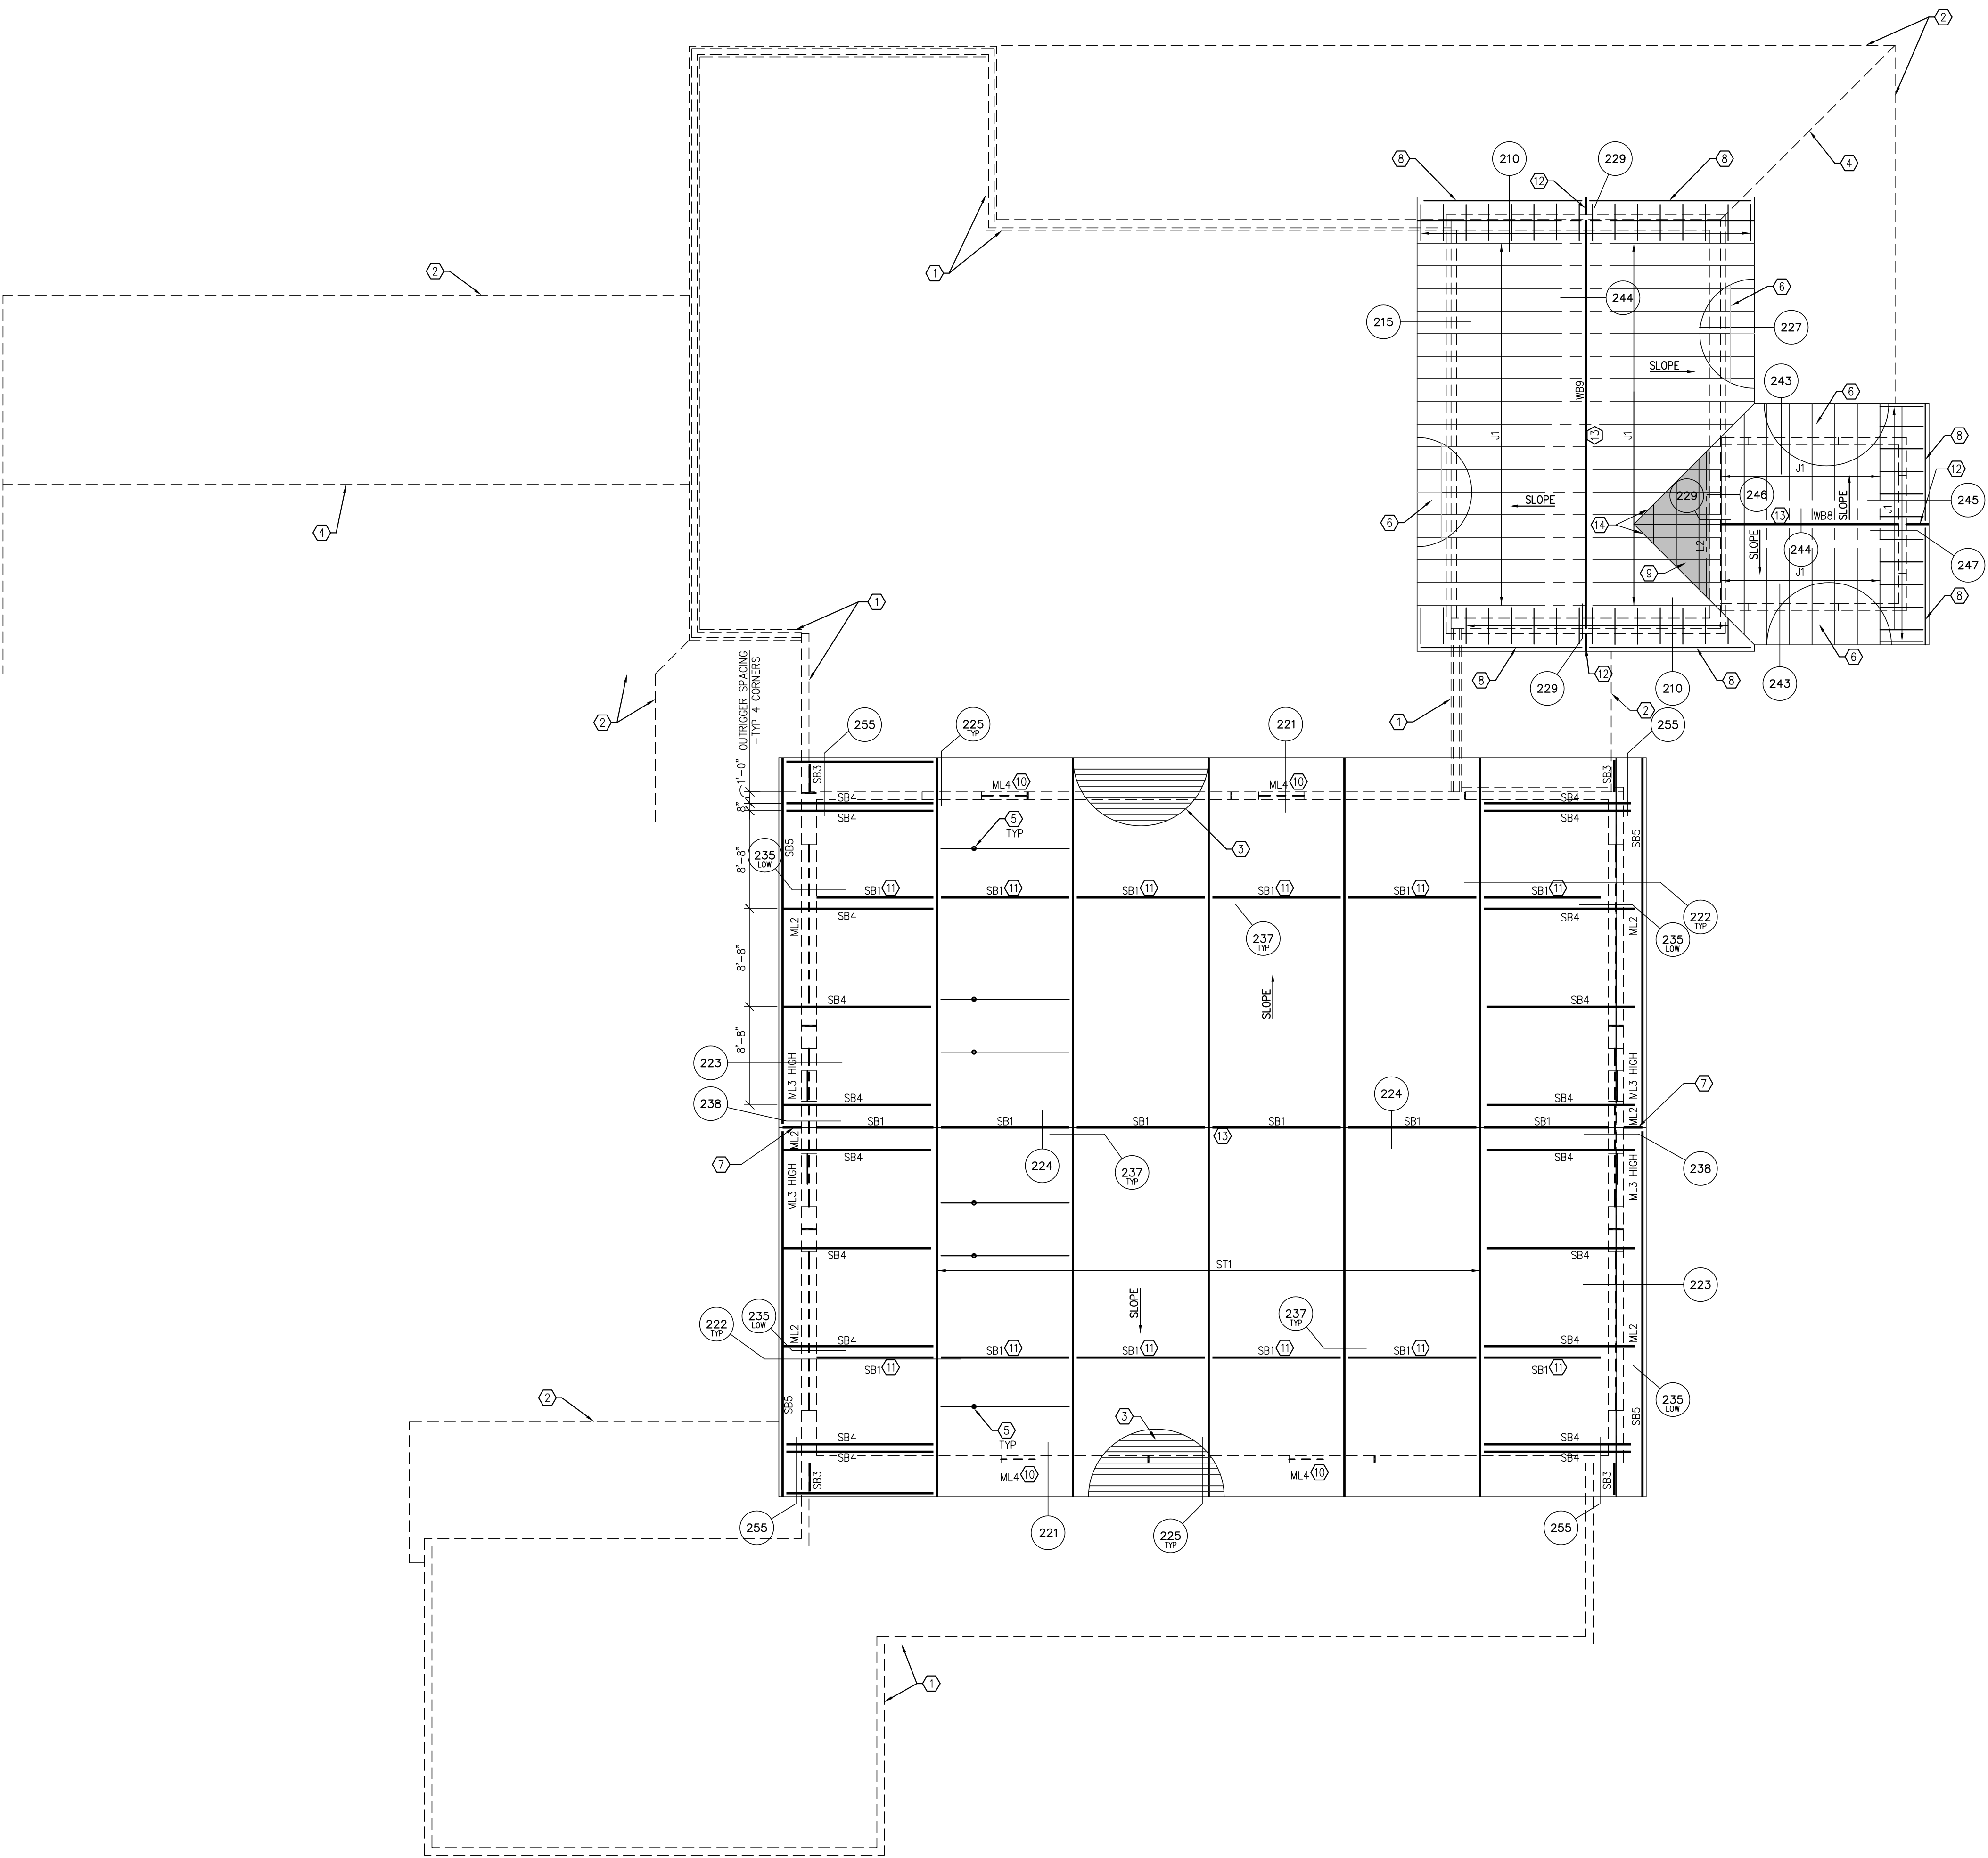 2
8
210
12
229
8
4
2
1
6
244
227
215
SLOPE
243
6
WB9
J1
13
J1
8
J1
12
229
246
245
SLOPE
SLOPE
J1
4
6
14
13
WB8
L2
SLOPE
244
247
9
J1
1
8
6
8
12
8
243
229
210
2
1
2
OUTRIGGER SPACING
-TYP 4 CORNERS
255
225
TYP
221
255
1'-0"
SB3
SB3
ML4 10
ML4 10
8"
SB4
SB4
SB4
SB4
5
TYP
3
SB5
SB5
235
LOW
8'-8"
SB1 11
SB1 11
SB1 11
SB1 11
SB1 11
SB1 11
SB4
SB4
222
TYP
ML2
ML2
237
TYP
235
LOW
8'-8"
SLOPE
SB4
SB4
8'-8"
223
ML3 HIGH
ML3 HIGH
7
224
238
SB4
SB4
SB1
SB1
SB1
SB1
SB1
SB1
ML2
ML2
13
7
SB4
224
237
TYP
SB4
238
ML3 HIGH
ML3 HIGH
SB4
SB4
ST1
223
SLOPE
235
LOW
222
TYP
237
TYP
ML2
ML2
SB4
SB4
SB1 11
SB1 11
SB1 11
SB1 11
SB1 11
SB1 11
235
LOW
2
SB5
SB5
3
5
TYP
SB4
SB4
SB4
SB4
SB3
ML4 10
ML4 10
SB3
255
221
225
TYP
255
1